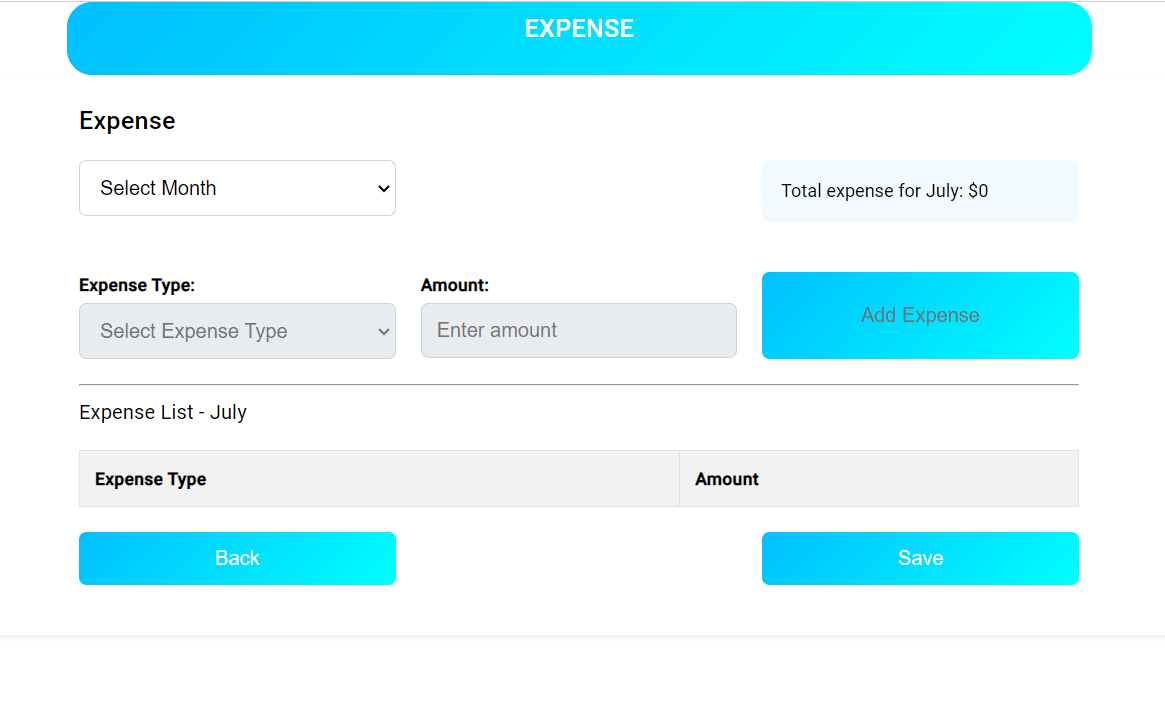 EXPENSE
Expense
Select Month
Total expense for July: $0
Expense Type:
Amount:
Select Expense Type
Enter amount
Add Expense
Expense List - July
Expense Type
Amount
Back
Save